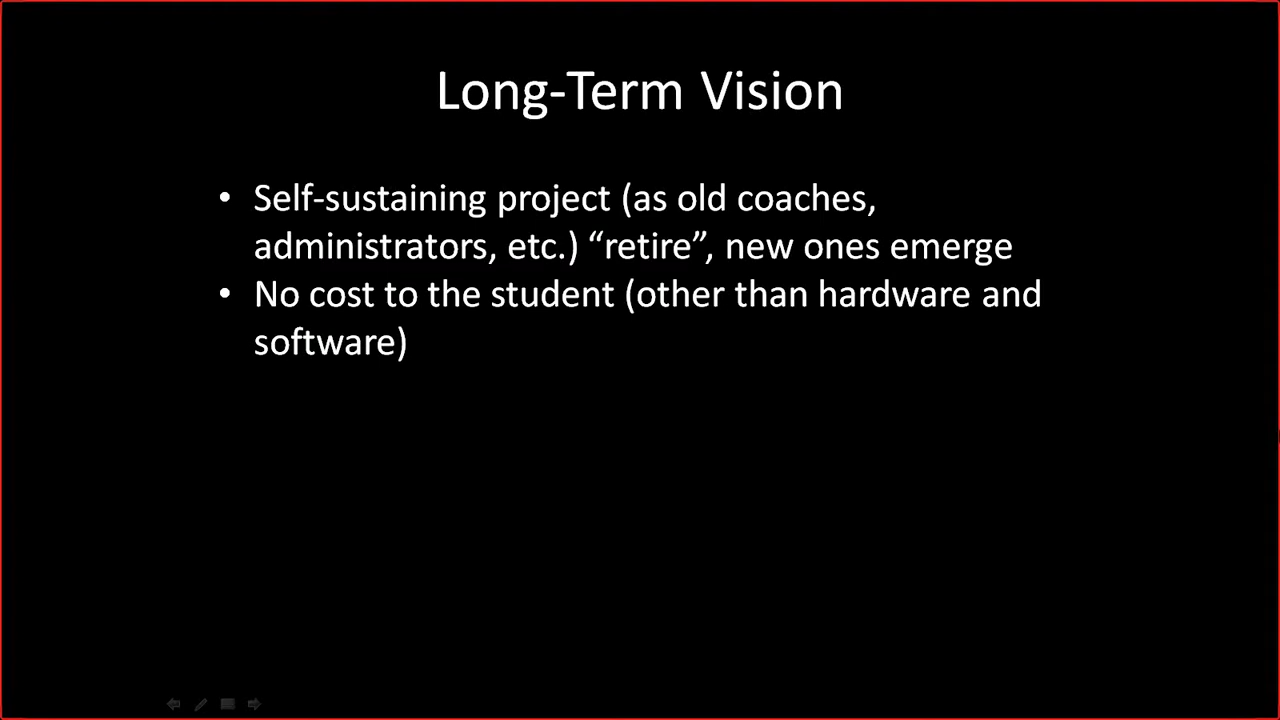 Long-Term Vision
• Self-sustaining project (as old coaches,
administrators, etc.) “retire”, new ones emerge
• No cost to the student (other than hardware and
software)